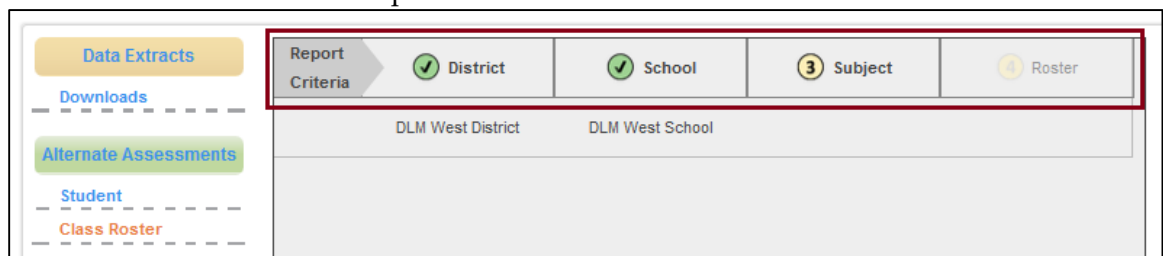 Data Extracts
Downloads
Alternate Assessments
Student
Class Roster
Report
Criteria
District
School
3 Subject
4 Roster
DLM West District
DLM West School